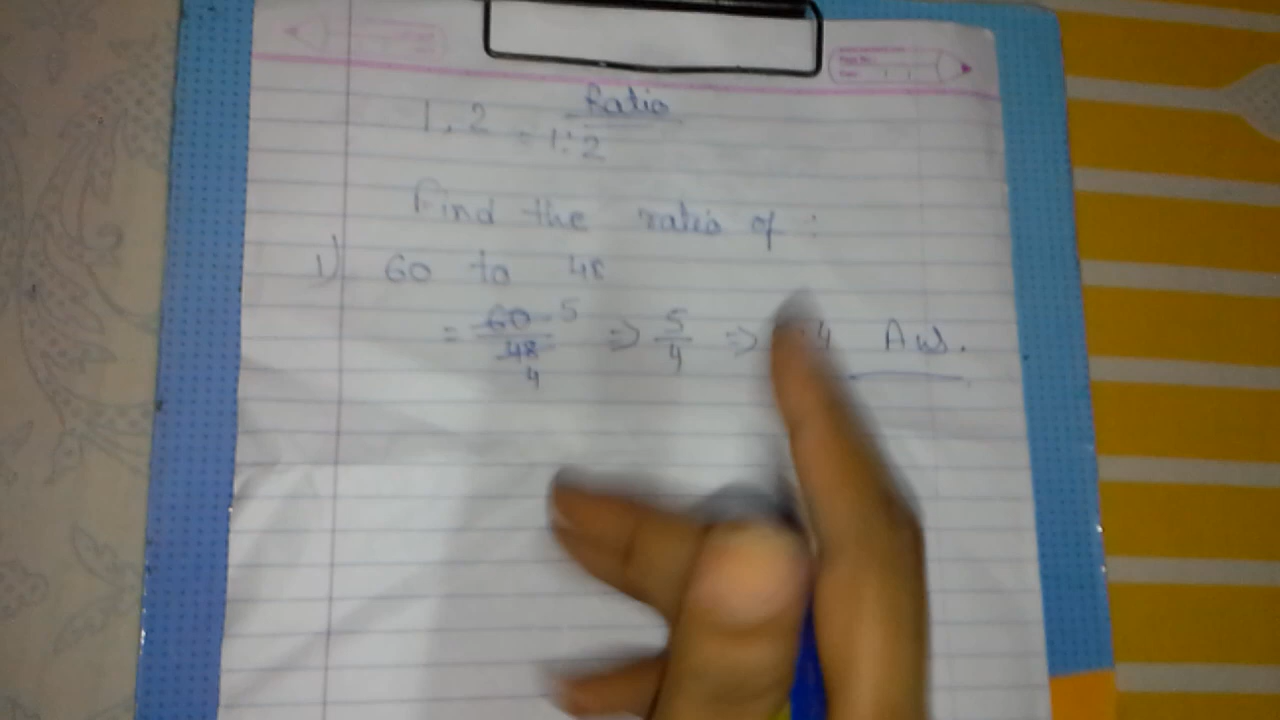 Ratio
1, 2 = 1:2
Find the ratio of :
1) 60 to 48
= 60/48 5 4 => 5/4 => :4 Ans.